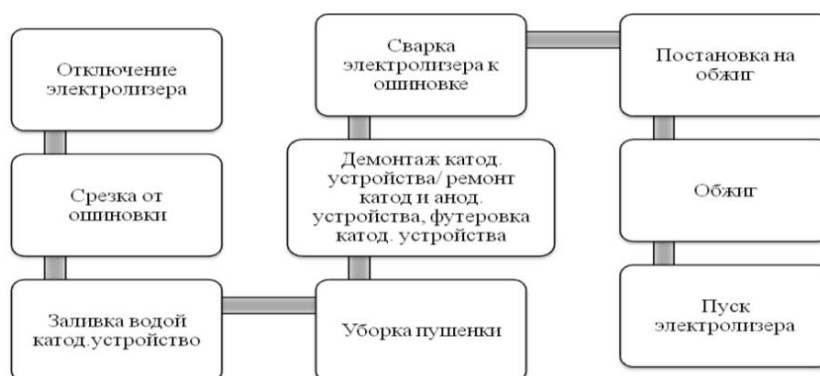 Отключение
электролизера
Срезка от
ошиновки
Заливка водой
катод.устройство
Уборка пушенки
Демонтаж катод.
устройства/ ремонт
катод и анод.
устройства, футеровка
катод. устройства
Сварка
электролизера к
ошиновке
Постановка на
обжиг
Обжиг
Пуск
электролизера